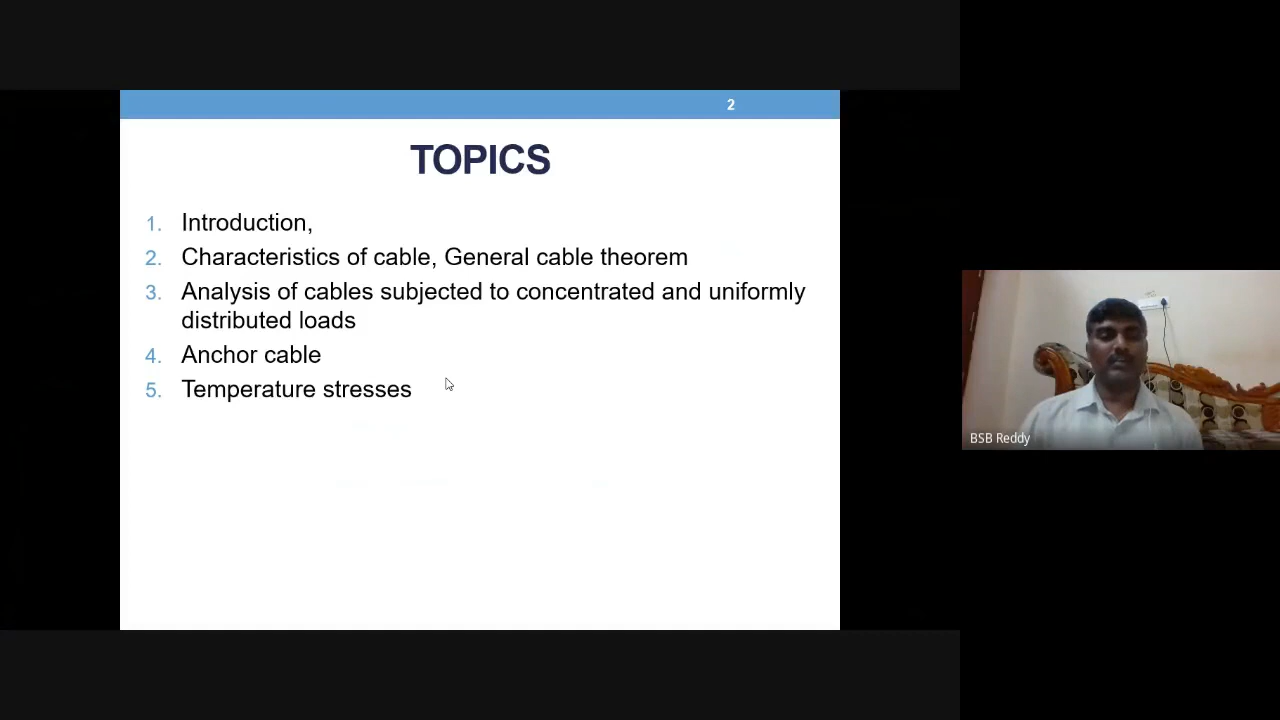 2
TOPICS
1. Introduction,
2. Characteristics of cable, General cable theorem
3. Analysis of cables subjected to concentrated and uniformly
distributed loads
4. Anchor cable
5. Temperature stresses
BSB Reddy